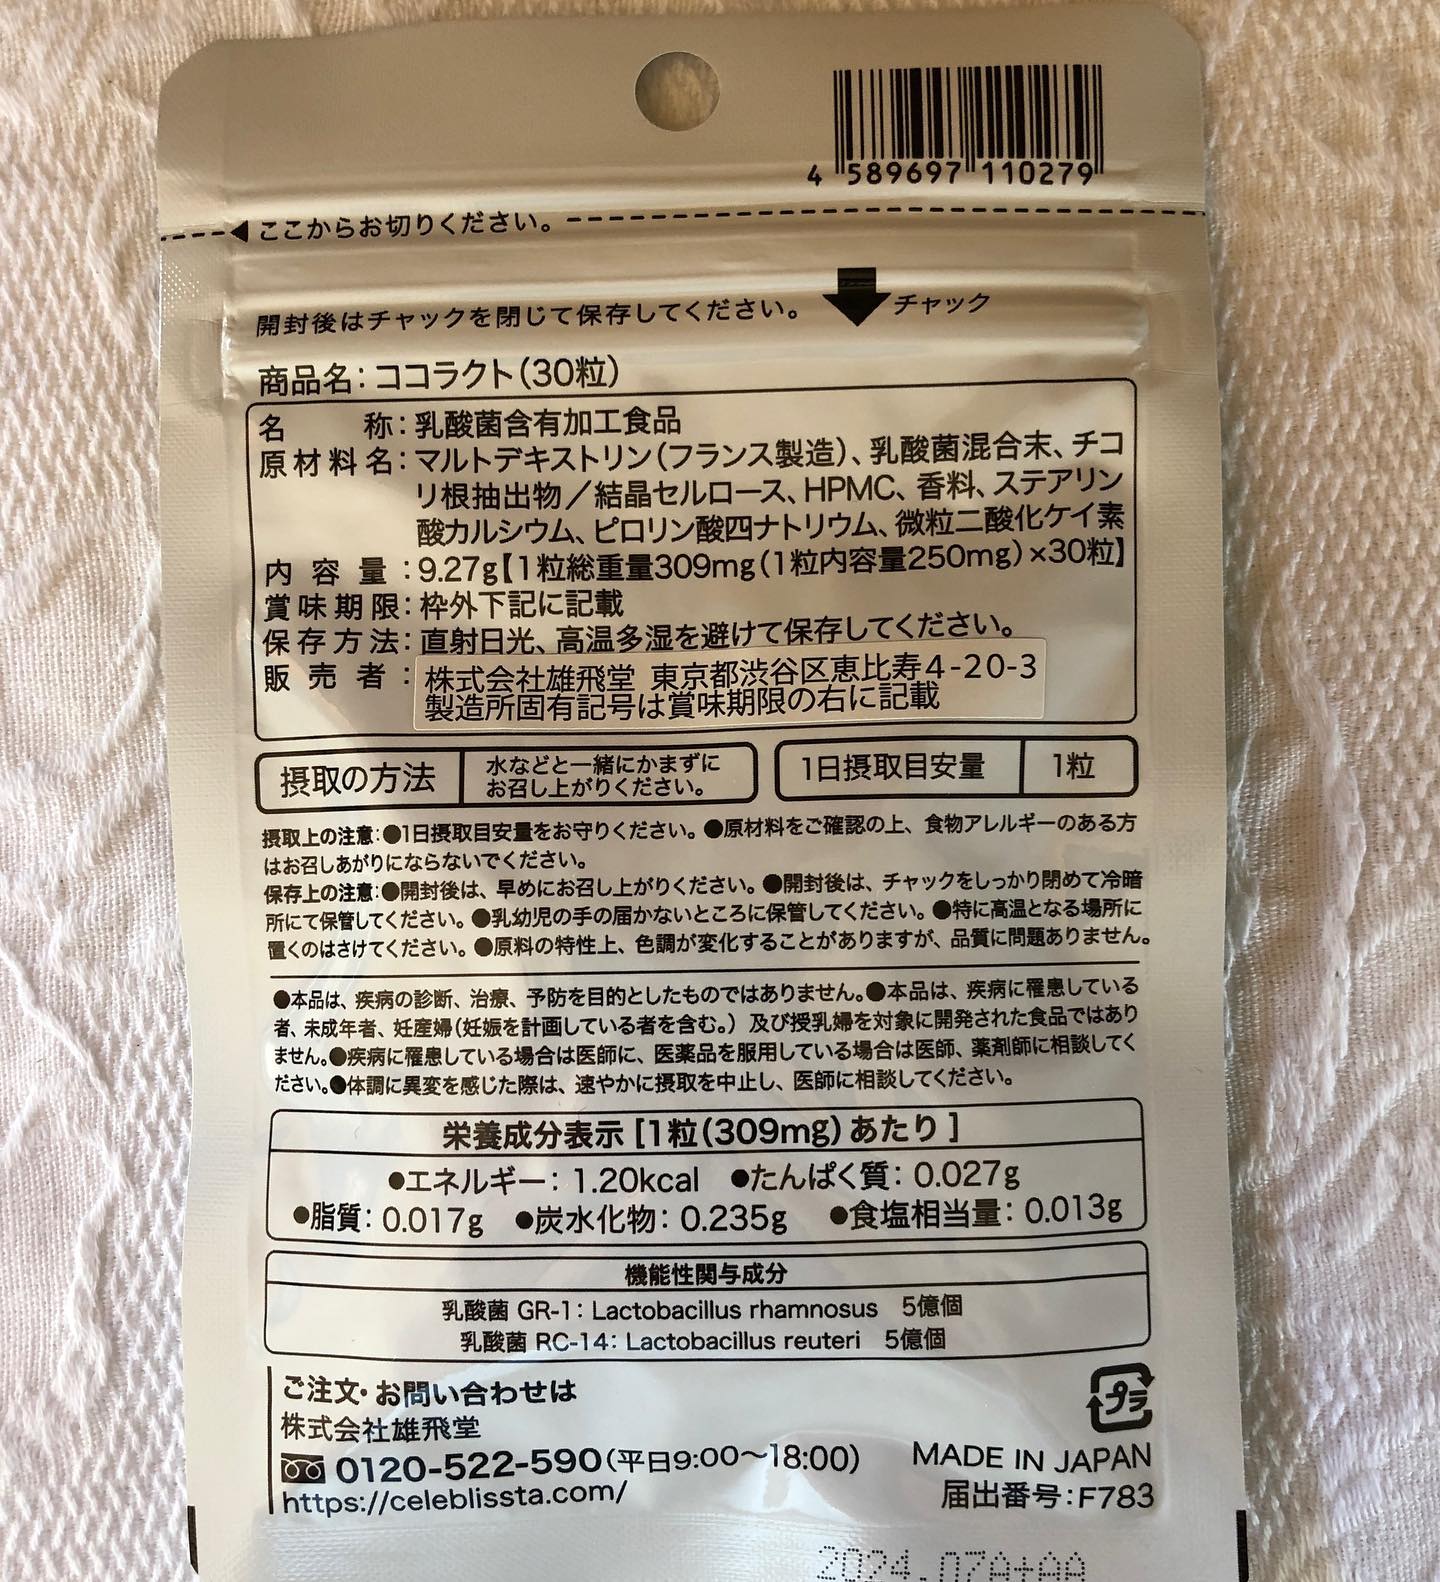 4 589697 110279
ここからお切りください。
開封後はチャックを閉じて保存してください。 チャック
商品名：ココラクト（30粒）
名称：乳酸菌含有加工食品
原材料名：マルトデキストリン（フランス製造）、乳酸菌混合末、チコ
リ根抽出物／結晶セルロース、HPMC、香料、ステアリン
酸カルシウム、ピロリン酸四ナトリウム、微粒二酸化ケイ素
内容量：9.27g【1粒総重量309mg（1粒内容量250mg）×30粒】
賞味期限：枠外下記に記載
保存方法：直射日光、高温多湿を避けて保存してください。
販売者：株式会社雄飛堂 東京都渋谷区恵比寿4-20-3
製造所固有記号は賞味期限の右に記載
摂取の方法 水などと一緒にかまずに
お召し上がりください。
1日摂取目安量 1粒
摂取上の注意：●1日摂取目安量をお守りください。●原材料をご確認の上、食物アレルギーのある方
はお召しあがりにならないでください。
保存上の注意：●開封後は、早めにお召し上がりください。●開封後は、チャックをしっかり閉めて冷暗
所にて保管してください。●乳幼児の手の届かないところに保管してください。●特に高温となる場所に
置くのはさけてください。●原料の特性上、色調が変化することがありますが、品質に問題ありません。
●本品は、疾病の診断、治療、予防を目的としたものではありません。●本品は、疾病に罹患している
者、未成年者、妊産婦（妊娠を計画している者を含む。）及び授乳婦を対象に開発された食品ではあり
ません。●疾病に罹患している場合は医師に、医薬品を服用している場合は医師、薬剤師に相談してく
ださい。●体調に異変を感じた際は、速やかに摂取を中止し、医師に相談してください。
栄養成分表示［1粒（309mg）あたり］
●エネルギー：1.20kcal ●たんぱく質：0.027g
●脂質：0.017g ●炭水化物：0.235g ●食塩相当量：0.013g
機能性関与成分
乳酸菌 GR-1：Lactobacillus rhamnosus 5億個
乳酸菌 RC-14：Lactobacillus reuteri 5億個
ご注文・お問い合わせは
株式会社雄飛堂
0120-522-590（平日9:00〜18:00）
https://celeblissta.com/
プラ
MADE IN JAPAN
届出番号：F783
2024.07A+AA